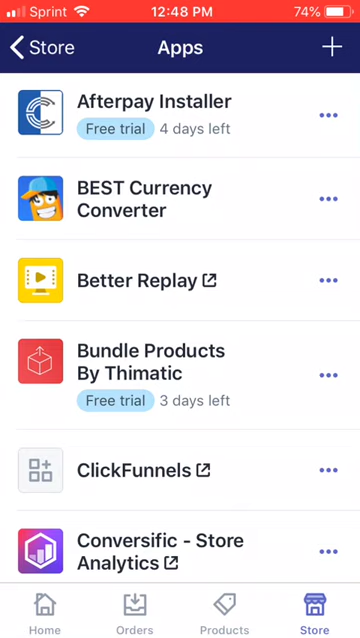 Sprint 12:48 PM 74%
Store Apps
Afterpay Installer
Free trial 4 days left
BEST Currency
Converter
Better Replay
Bundle Products
By Thimatic
Free trial 3 days left
ClickFunnels
Conversific - Store
Analytics
Home Orders Products Store